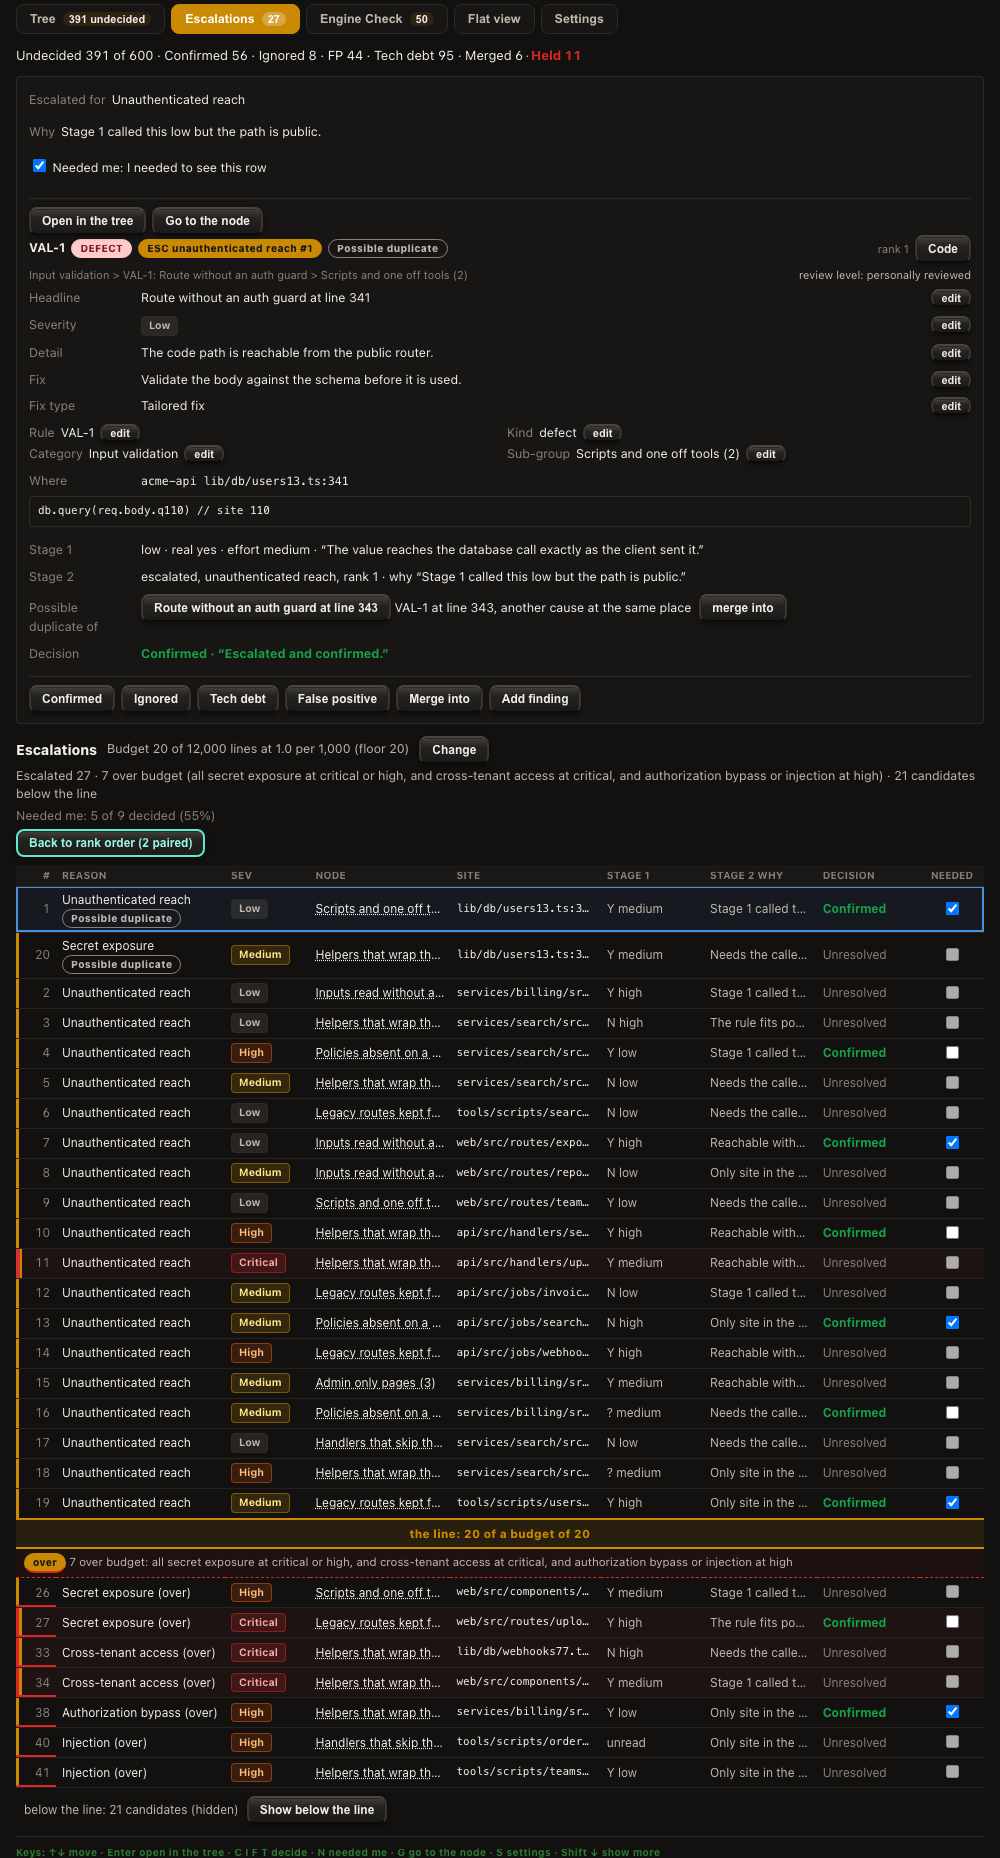 Tree 391 undecided Escalations 27 Engine Check 50 Flat view Settings
Undecided 391 of 600 · Confirmed 56 · Ignored 8 · FP 44 · Tech debt 95 · Merged 6 · Held 11
Escalated for Unauthenticated reach
Why Stage 1 called this low but the path is public.
Needed me: I needed to see this row
Open in the tree Go to the node
VAL-1 DEFECT ESC unauthenticated reach #1 Possible duplicate rank 1 Code
Input validation > VAL-1: Route without an auth guard > Scripts and one off tools (2) review level: personally reviewed
Headline Route without an auth guard at line 341 edit
Severity Low edit
Detail The code path is reachable from the public router. edit
Fix Validate the body against the schema before it is used. edit
Fix type Tailored fix edit
Rule VAL-1 edit Kind defect edit
Category Input validation edit Sub-group Scripts and one off tools (2) edit
Where acme-api lib/db/users13.ts:341
db.query(req.body.q110) // site 110
Stage 1 low · real yes · effort medium · “The value reaches the database call exactly as the client sent it.”
Stage 2 escalated, unauthenticated reach, rank 1 · why “Stage 1 called this low but the path is public.”
Possible duplicate of Route without an auth guard at line 343 VAL-1 at line 343, another cause at the same place merge into
Decision Confirmed · “Escalated and confirmed.”
Confirmed Ignored Tech debt False positive Merge into Add finding
Escalations Budget 20 of 12,000 lines at 1.0 per 1,000 (floor 20) Change
Escalated 27 · 7 over budget (all secret exposure at critical or high, and cross-tenant access at critical, and authorization bypass or injection at high) · 21 candidates
below the line
Needed me: 5 of 9 decided (55%)
Back to rank order (2 paired)
# REASON SEV NODE SITE STAGE 1 STAGE 2 WHY DECISION NEEDED
1 Unauthenticated reach Possible duplicate Low Scripts and one off t... lib/db/users13.ts:3… Y medium Stage 1 called t... Confirmed
20 Secret exposure Possible duplicate Medium Helpers that wrap th... lib/db/users13.ts:3… Y medium Needs the calle... Unresolved
2 Unauthenticated reach Low Inputs read without a... services/billing/sr… Y high Stage 1 called t... Unresolved
3 Unauthenticated reach Low Helpers that wrap th... services/search/src… N high The rule fits po... Unresolved
4 Unauthenticated reach High Policies absent on a ... services/search/src… Y low Stage 1 called t... Confirmed
5 Unauthenticated reach Medium Helpers that wrap th... services/search/src… N low Needs the calle... Unresolved
6 Unauthenticated reach Low Legacy routes kept f... tools/scripts/searc… N low Needs the calle... Unresolved
7 Unauthenticated reach Low Inputs read without a... web/src/routes/expo… Y high Reachable with... Confirmed
8 Unauthenticated reach Medium Inputs read without a... web/src/routes/repo… N low Only site in the ... Unresolved
9 Unauthenticated reach Low Scripts and one off t... web/src/routes/team… Y low Needs the calle... Unresolved
10 Unauthenticated reach High Helpers that wrap th... api/src/handlers/se… Y high Reachable with... Confirmed
11 Unauthenticated reach Critical Helpers that wrap th... api/src/handlers/up… Y medium Reachable with... Unresolved
12 Unauthenticated reach Medium Legacy routes kept f... api/src/jobs/invoic… N low Stage 1 called t... Unresolved
13 Unauthenticated reach Medium Policies absent on a ... api/src/jobs/search… N high Only site in the ... Confirmed
14 Unauthenticated reach High Legacy routes kept f... api/src/jobs/webhoo… Y high Reachable with... Unresolved
15 Unauthenticated reach Medium Admin only pages (3) services/billing/sr… Y medium Reachable with... Unresolved
16 Unauthenticated reach Medium Policies absent on a ... services/billing/sr… ? medium Needs the calle... Confirmed
17 Unauthenticated reach Low Handlers that skip th... services/search/src… N low Needs the calle... Unresolved
18 Unauthenticated reach High Helpers that wrap th... services/search/src… ? medium Only site in the ... Unresolved
19 Unauthenticated reach Medium Legacy routes kept f... tools/scripts/users… Y high Only site in the ... Confirmed
the line: 20 of a budget of 20
over 7 over budget: all secret exposure at critical or high, and cross-tenant access at critical, and authorization bypass or injection at high
26 Secret exposure (over) High Scripts and one off t... web/src/components/… Y medium Stage 1 called t... Unresolved
27 Secret exposure (over) Critical Legacy routes kept f... web/src/routes/uplo… Y high The rule fits po... Confirmed
33 Cross-tenant access (over) Critical Helpers that wrap th... lib/db/webhooks77.t… N high Needs the calle... Unresolved
34 Cross-tenant access (over) Critical Helpers that wrap th... web/src/components/… Y medium Stage 1 called t... Unresolved
38 Authorization bypass (over) High Helpers that wrap th... services/billing/sr… Y low Only site in the ... Confirmed
40 Injection (over) High Handlers that skip th... tools/scripts/order… unread Only site in the ... Unresolved
41 Injection (over) High Helpers that wrap th... tools/scripts/teams… Y low Only site in the ... Unresolved
below the line: 21 candidates (hidden) Show below the line
Keys: ↑↓ move · Enter open in the tree · C I F T decide · N needed me · G go to the node · S settings · Shift ↓ show more